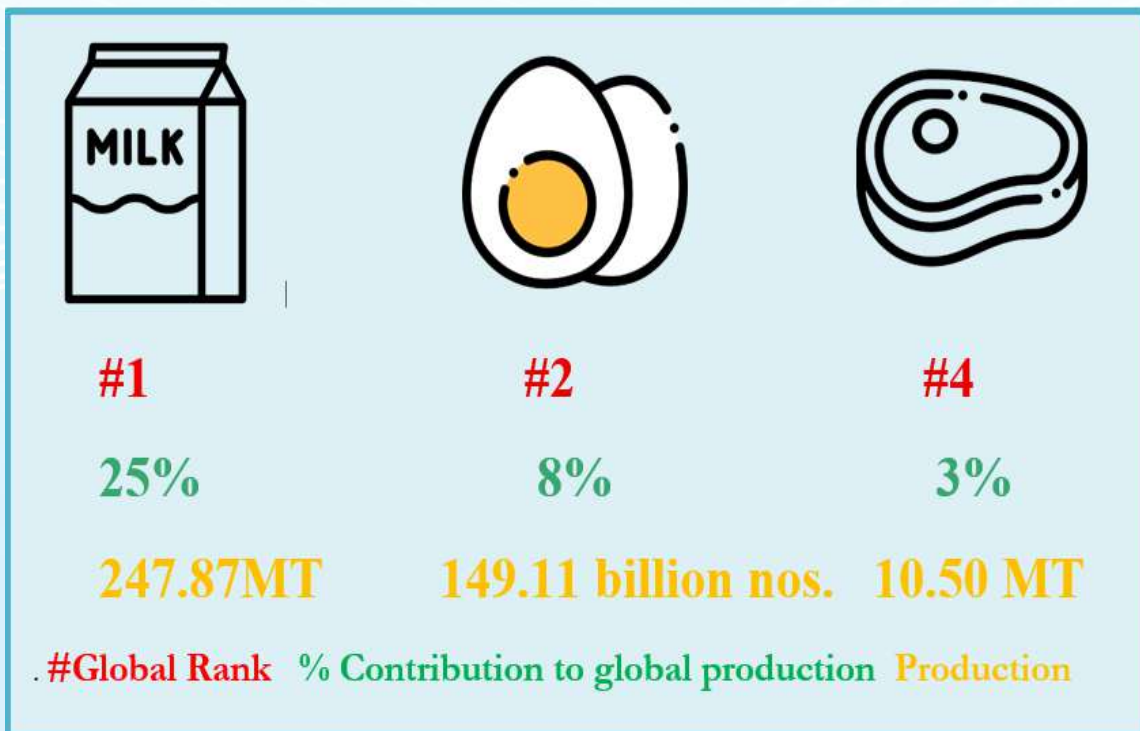 MILK
#1 #2 #4
25% 8% 3%
247.87MT 149.11 billion nos. 10.50 MT
. #Global Rank % Contribution to global production Production